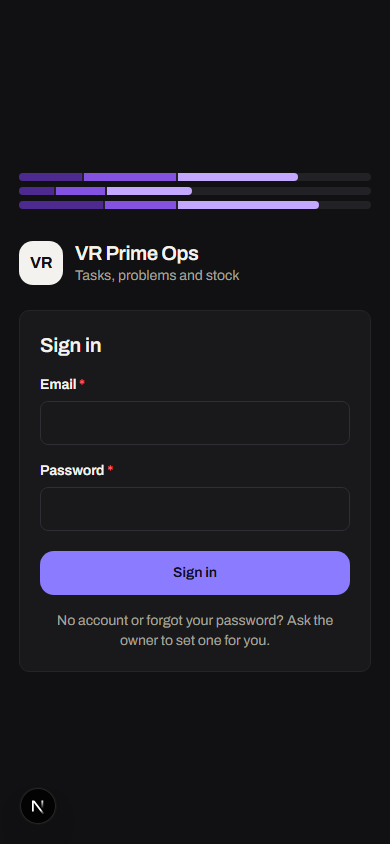 VR
VR Prime Ops
Tasks, problems and stock
Sign in
Email *
Password *
Sign in
No account or forgot your password? Ask the
owner to set one for you.
N